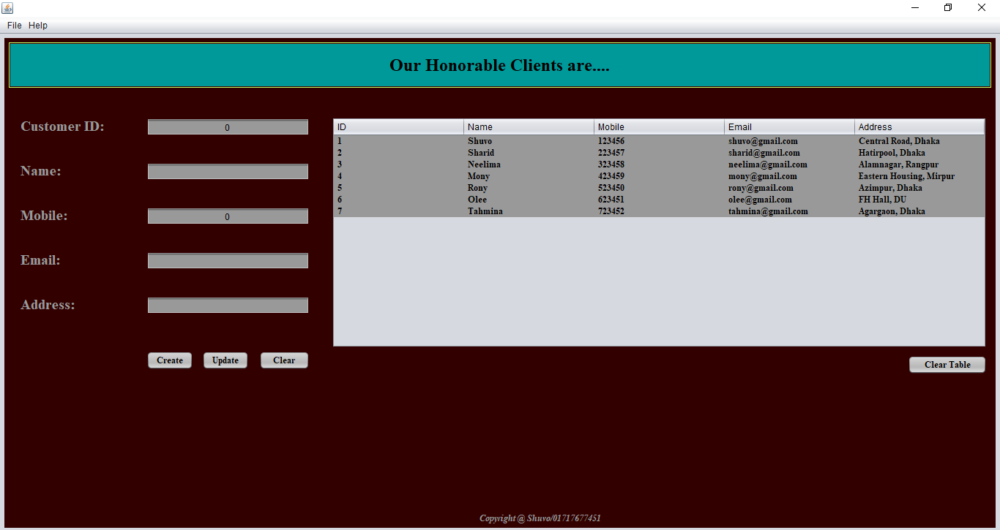 File Help
Our Honorable Clients are....
Customer ID: 0
Name:
Mobile: 0
Email:
Address:
Create Update Clear
ID Name Mobile Email Address
1 Shuvo 123456 shuvo@gmail.com Central Road, Dhaka
2 Sharid 223457 sharid@gmail.com Hatirpool, Dhaka
3 Neelima 323458 neelima@gmail.com Alamnagar, Rangpur
4 Mony 423459 mony@gmail.com Eastern Housing, Mirpur
5 Rony 523450 rony@gmail.com Azimpur, Dhaka
6 Olee 623451 olee@gmail.com FH Hall, DU
7 Tahmina 723452 tahmina@gmail.com Agargaon, Dhaka
Clear Table
Copyright @ Shuvo/01717677451